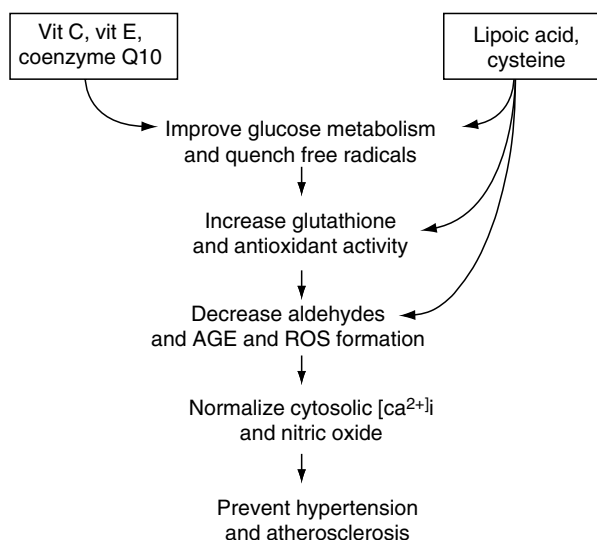 Vit C, vit E,
coenzyme Q10
Lipoic acid,
cysteine
Improve glucose metabolism
and quench free radicals
Increase glutathione
and antioxidant activity
Decrease aldehydes
and AGE and ROS formation
Normalize cytosolic [ca²⁺]i
and nitric oxide
Prevent hypertension
and atherosclerosis